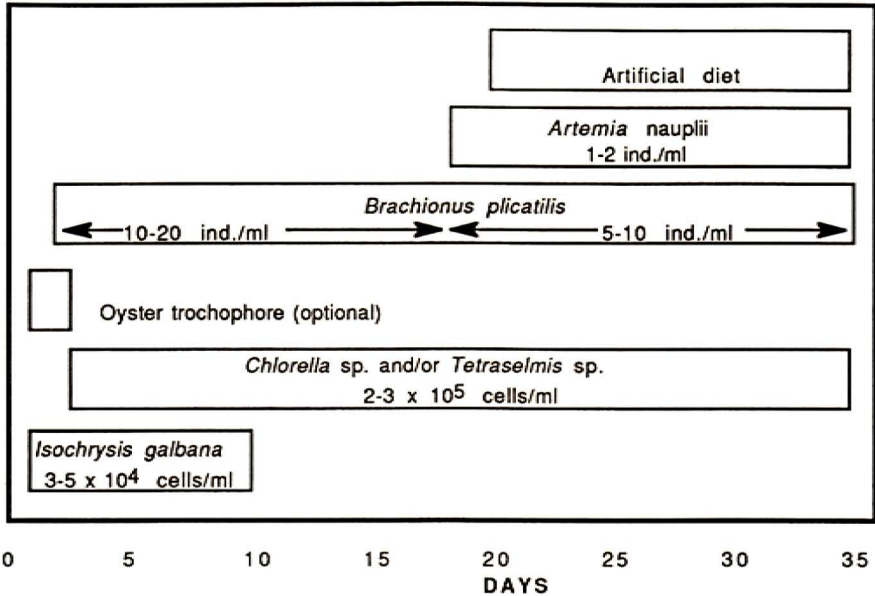 Artificial diet
Artemia nauplii
1-2 ind./ml
Brachionus plicatilis
10-20 ind./ml 5-10 ind./ml
Oyster trochophore (optional)
Chlorella sp. and/or Tetraselmis sp.
2-3 x 10⁵ cells/ml
Isochrysis galbana
3-5 x 10⁴ cells/ml
0 5 10 15 20 25 30 35
DAYS